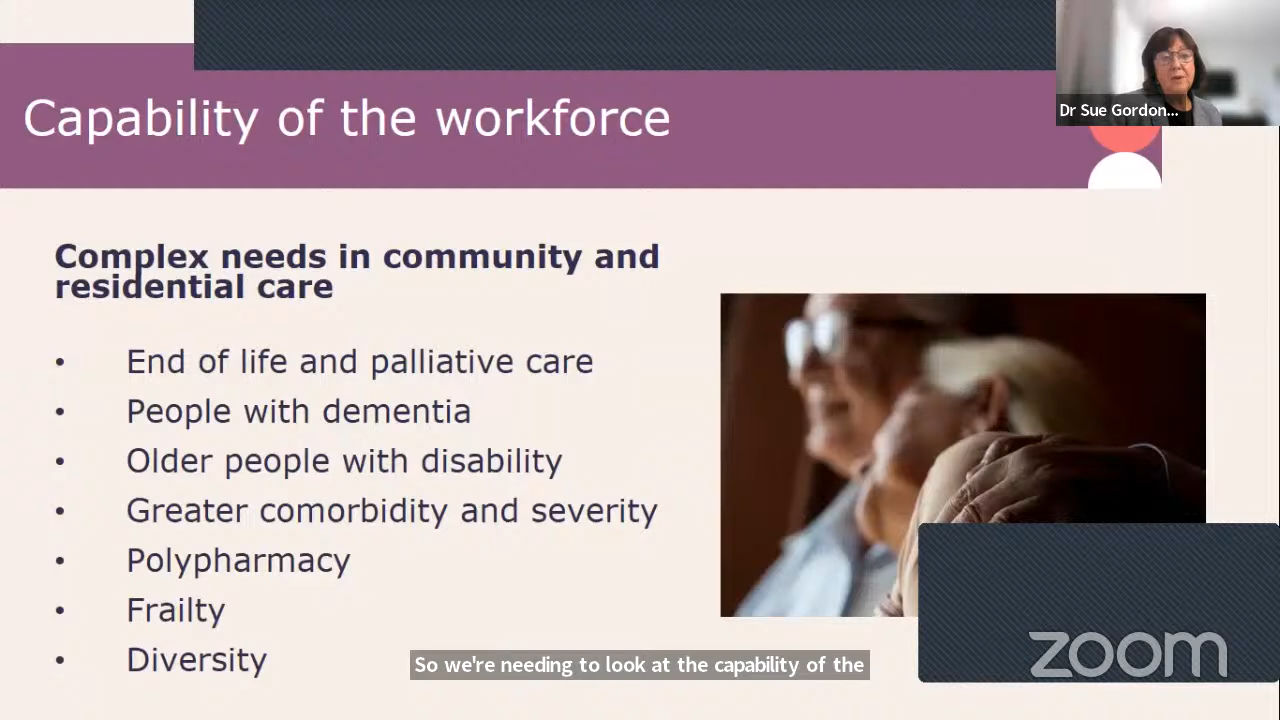 Capability of the workforce
Dr Sue Gordon...
Complex needs in community and
residential care
• End of life and palliative care
• People with dementia
• Older people with disability
• Greater comorbidity and severity
• Polypharmacy
• Frailty
• Diversity
So we're needing to look at the capability of the
zoom